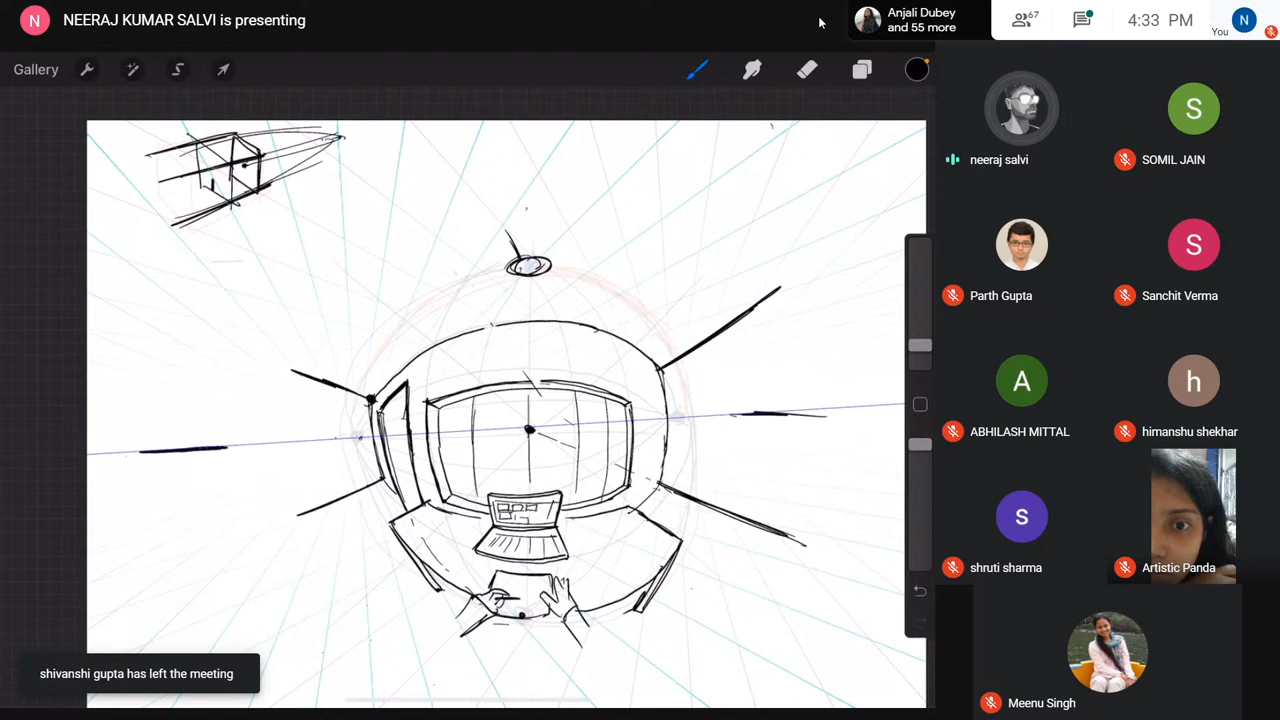 N NEERAJ KUMAR SALVI is presenting
Anjali Dubey
and 55 more
67
4:33 PM
You
N
Gallery
neeraj salvi
S
SOMIL JAIN
Parth Gupta
S
Sanchit Verma
A
ABHILASH MITTAL
h
himanshu shekhar
s
shruti sharma
Artistic Panda
Meenu Singh
shivanshi gupta has left the meeting